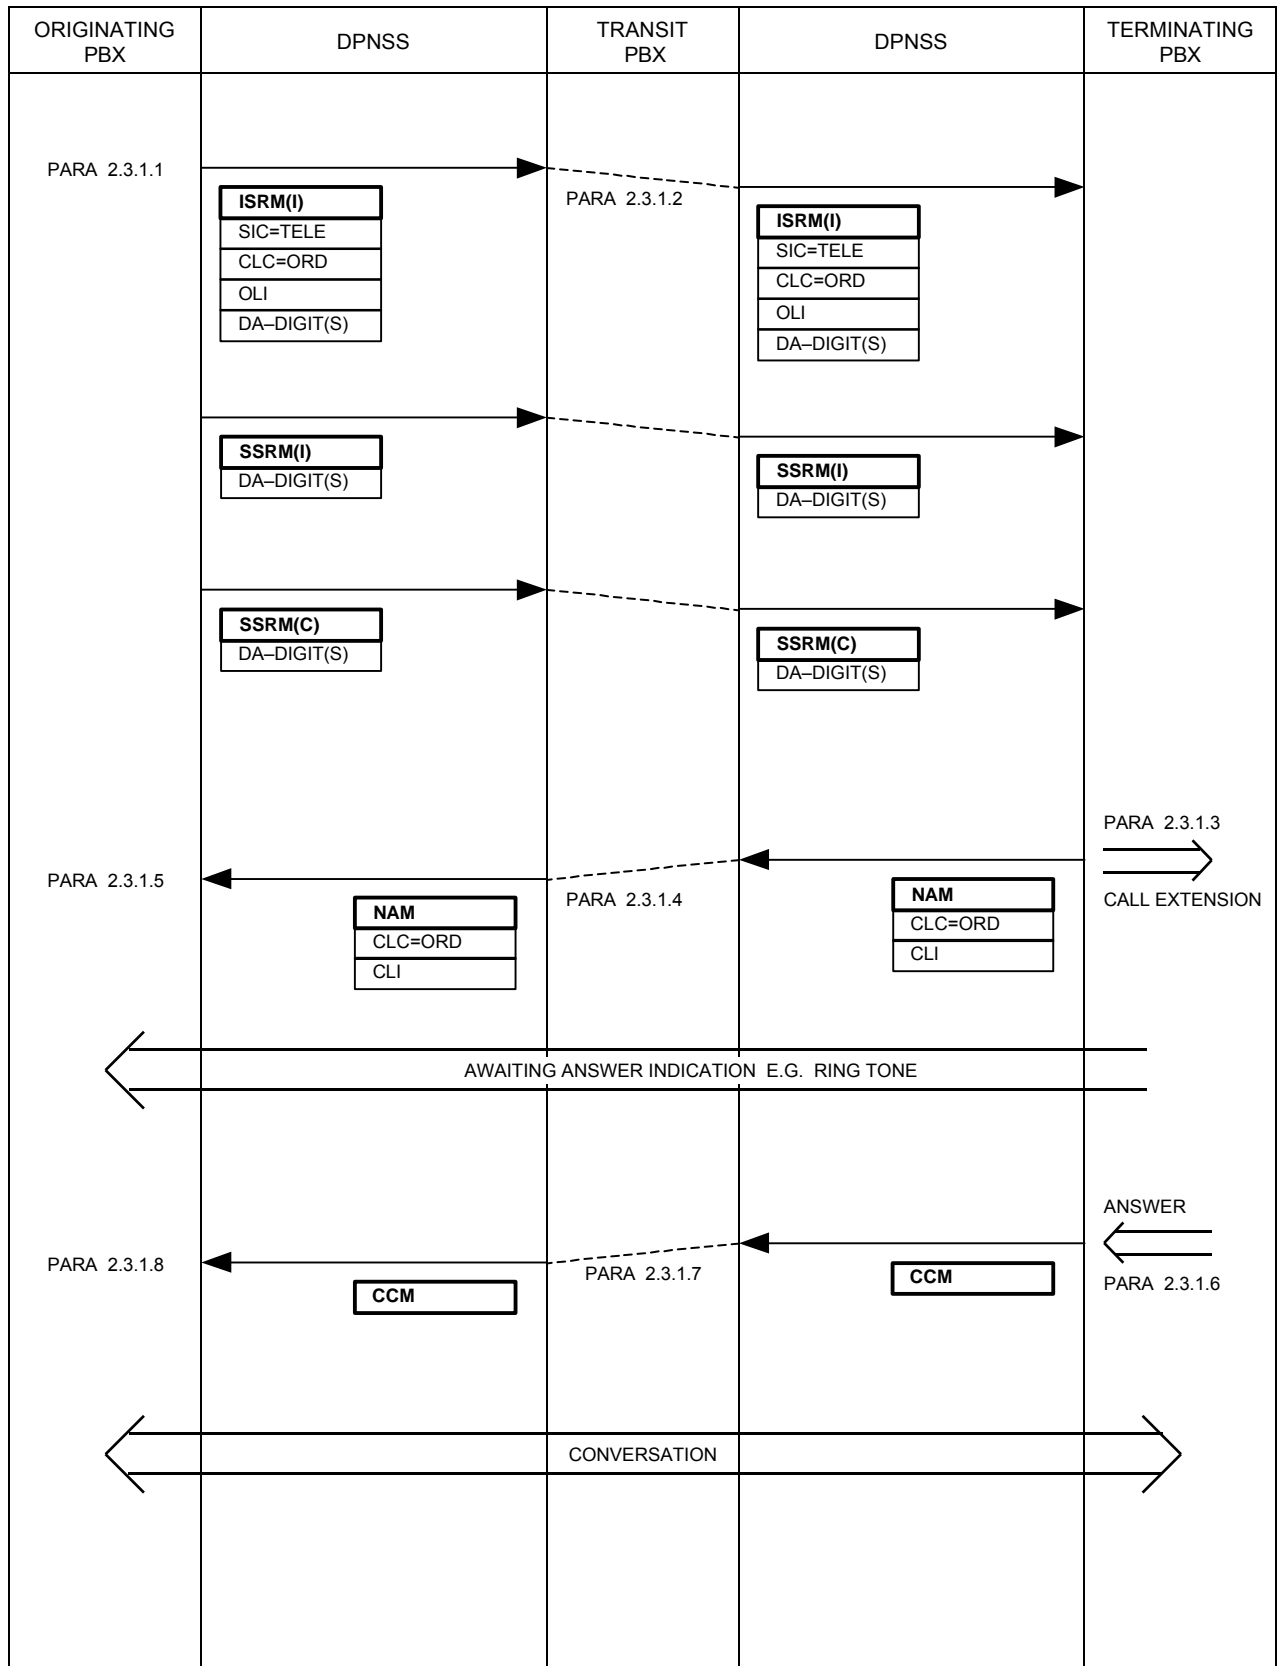 ORIGINATING
PBX
DPNSS
TRANSIT
PBX
DPNSS
TERMINATING
PBX
PARA 2.3.1.1
ISRM(I)
SIC=TELE
CLC=ORD
OLI
DA–DIGIT(S)
PARA 2.3.1.2
ISRM(I)
SIC=TELE
CLC=ORD
OLI
DA–DIGIT(S)
SSRM(I)
DA–DIGIT(S)
SSRM(I)
DA–DIGIT(S)
SSRM(C)
DA–DIGIT(S)
SSRM(C)
DA–DIGIT(S)
PARA 2.3.1.3
CALL EXTENSION
PARA 2.3.1.5
NAM
CLC=ORD
CLI
PARA 2.3.1.4
NAM
CLC=ORD
CLI
AWAITING ANSWER INDICATION E.G. RING TONE
ANSWER
PARA 2.3.1.6
PARA 2.3.1.8
CCM
PARA 2.3.1.7
CCM
CONVERSATION